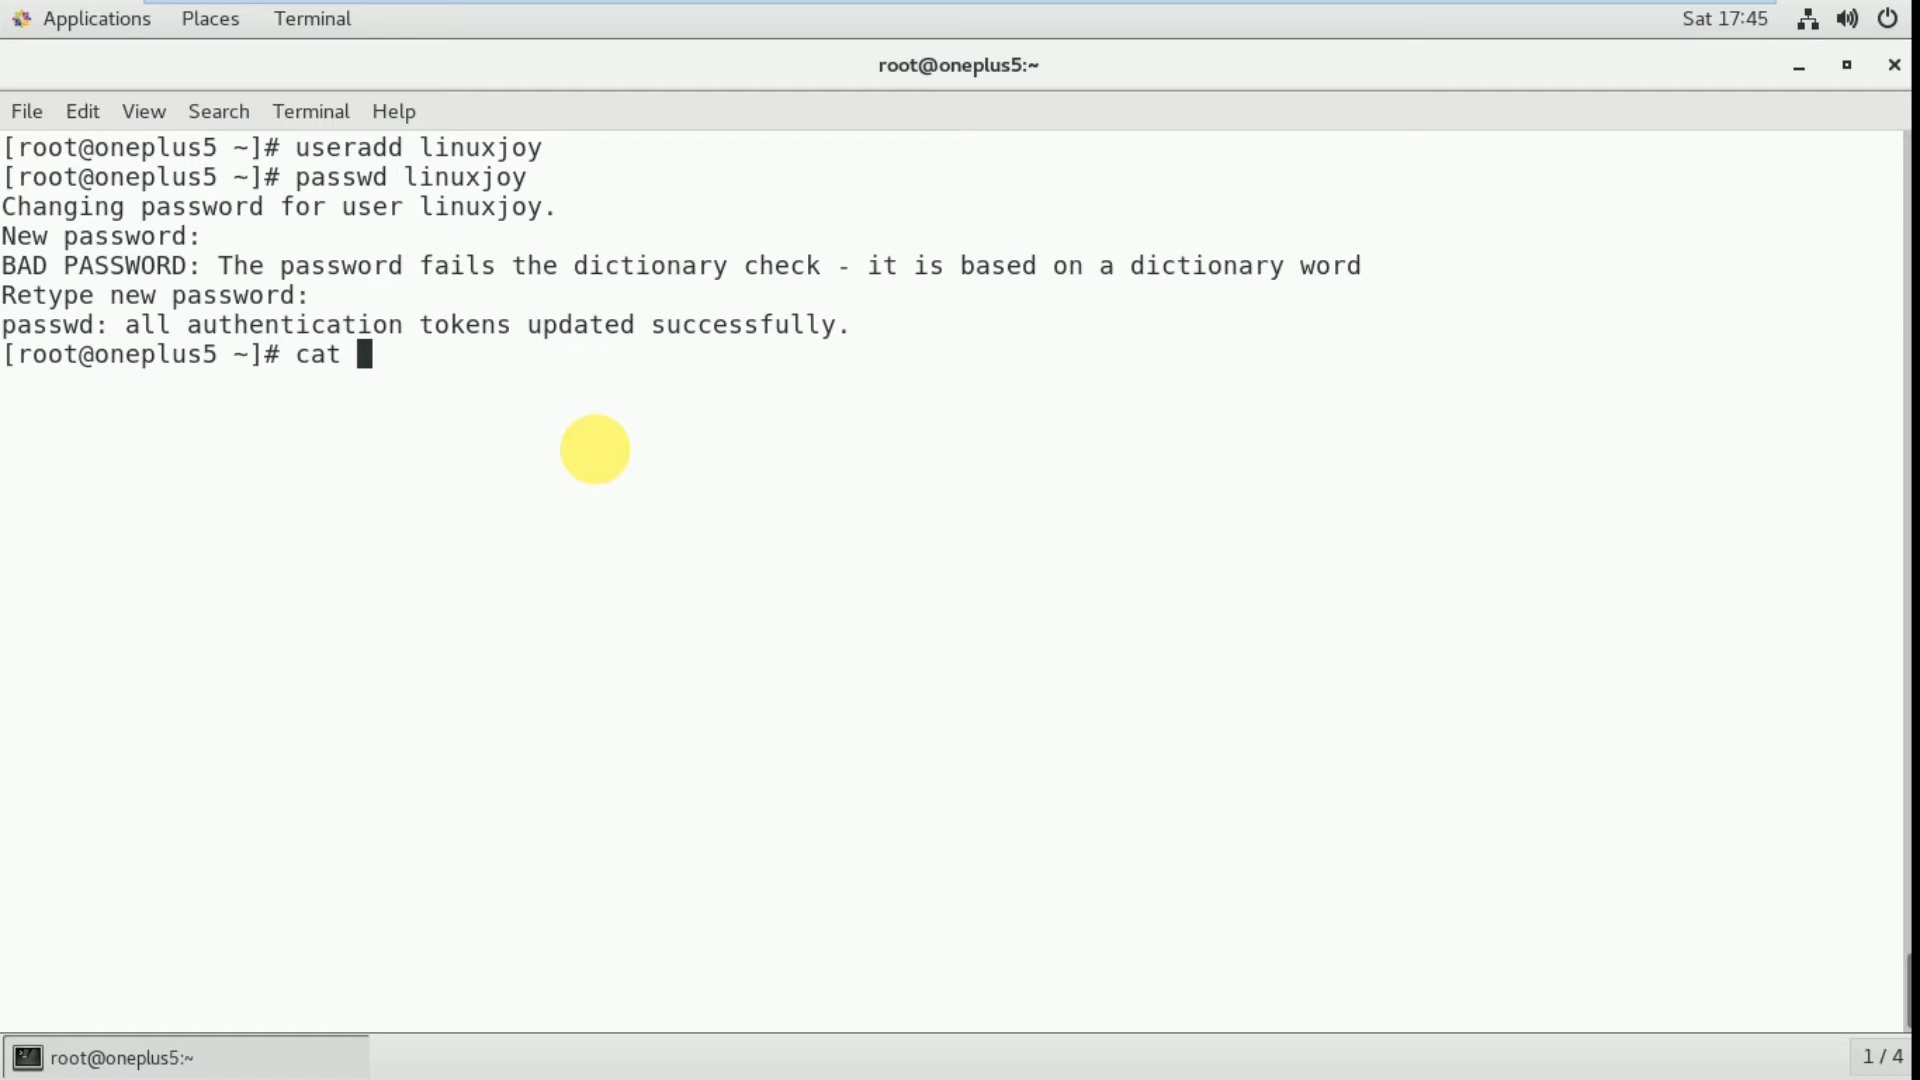 Applications Places Terminal Sat 17:45
root@oneplus5:~
File Edit View Search Terminal Help
[root@oneplus5 ~]# useradd linuxjoy
[root@oneplus5 ~]# passwd linuxjoy
Changing password for user linuxjoy.
New password:
BAD PASSWORD: The password fails the dictionary check - it is based on a dictionary word
Retype new password:
passwd: all authentication tokens updated successfully.
[root@oneplus5 ~]# cat
root@oneplus5:~ 1 / 4